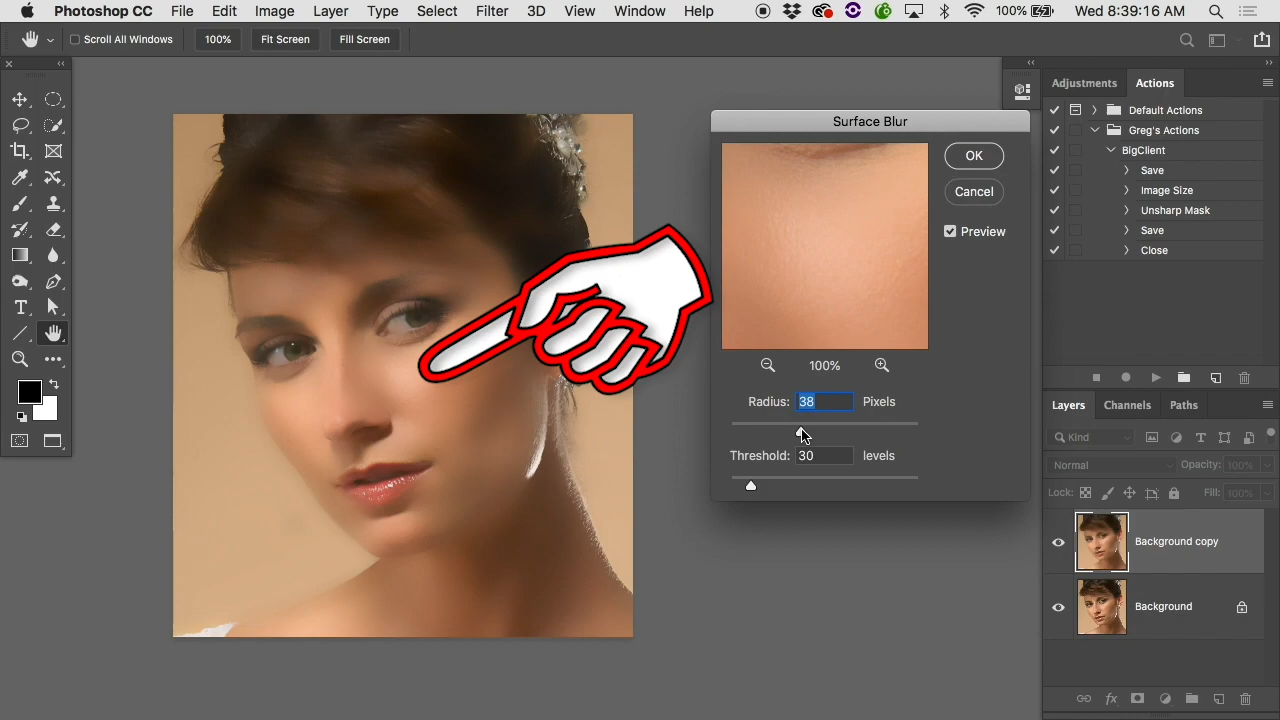 Photoshop CC File Edit Image Layer Type Select Filter 3D View Window Help 100% Wed 8:39:16 AM
Scroll All Windows 100% Fit Screen Fill Screen
Surface Blur
OK
Cancel
Preview
100%
Radius: 38 Pixels
Threshold: 30 levels
Adjustments Actions
Default Actions
Greg's Actions
BigClient
Save
Image Size
Unsharp Mask
Save
Close
Layers Channels Paths
Kind
Normal Opacity: 100%
Lock: Fill: 100%
Background copy
Background